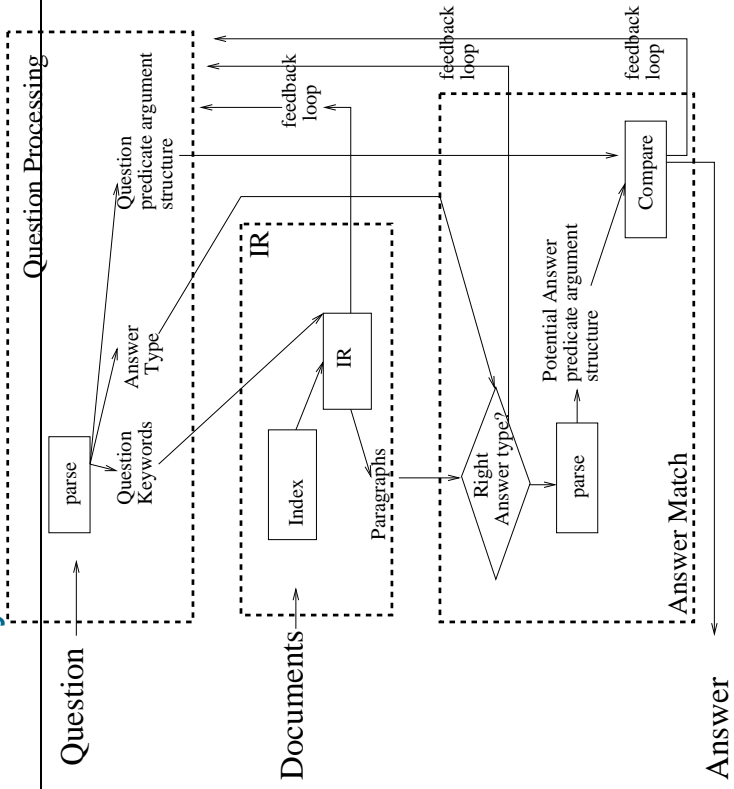 Question Processing
Question
parse
Question
Keywords
Answer
Type
Question
predicate argument
structure
feedback
loop
feedback
loop
feedback
loop
Documents
IR
Index
IR
Paragraphs
Right
Answer type?
parse
Potential Answer
predicate argument
structure
Compare
Answer Match
Answer